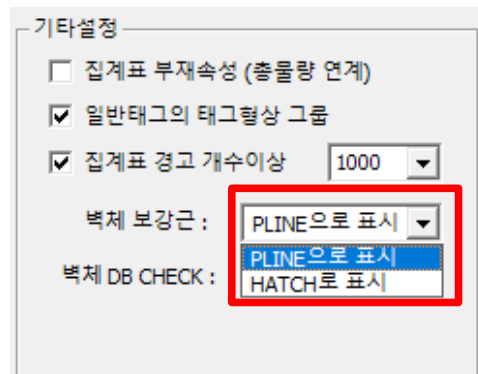 기타설정
집계표 부재속성 (총물량 연계)
일반태그의 태그형상 그룹
집계표 경고 개수이상 1000
벽체 보강근 : PLINE으로 표시
PLINE으로 표시
벽체 DB CHECK : HATCH로 표시